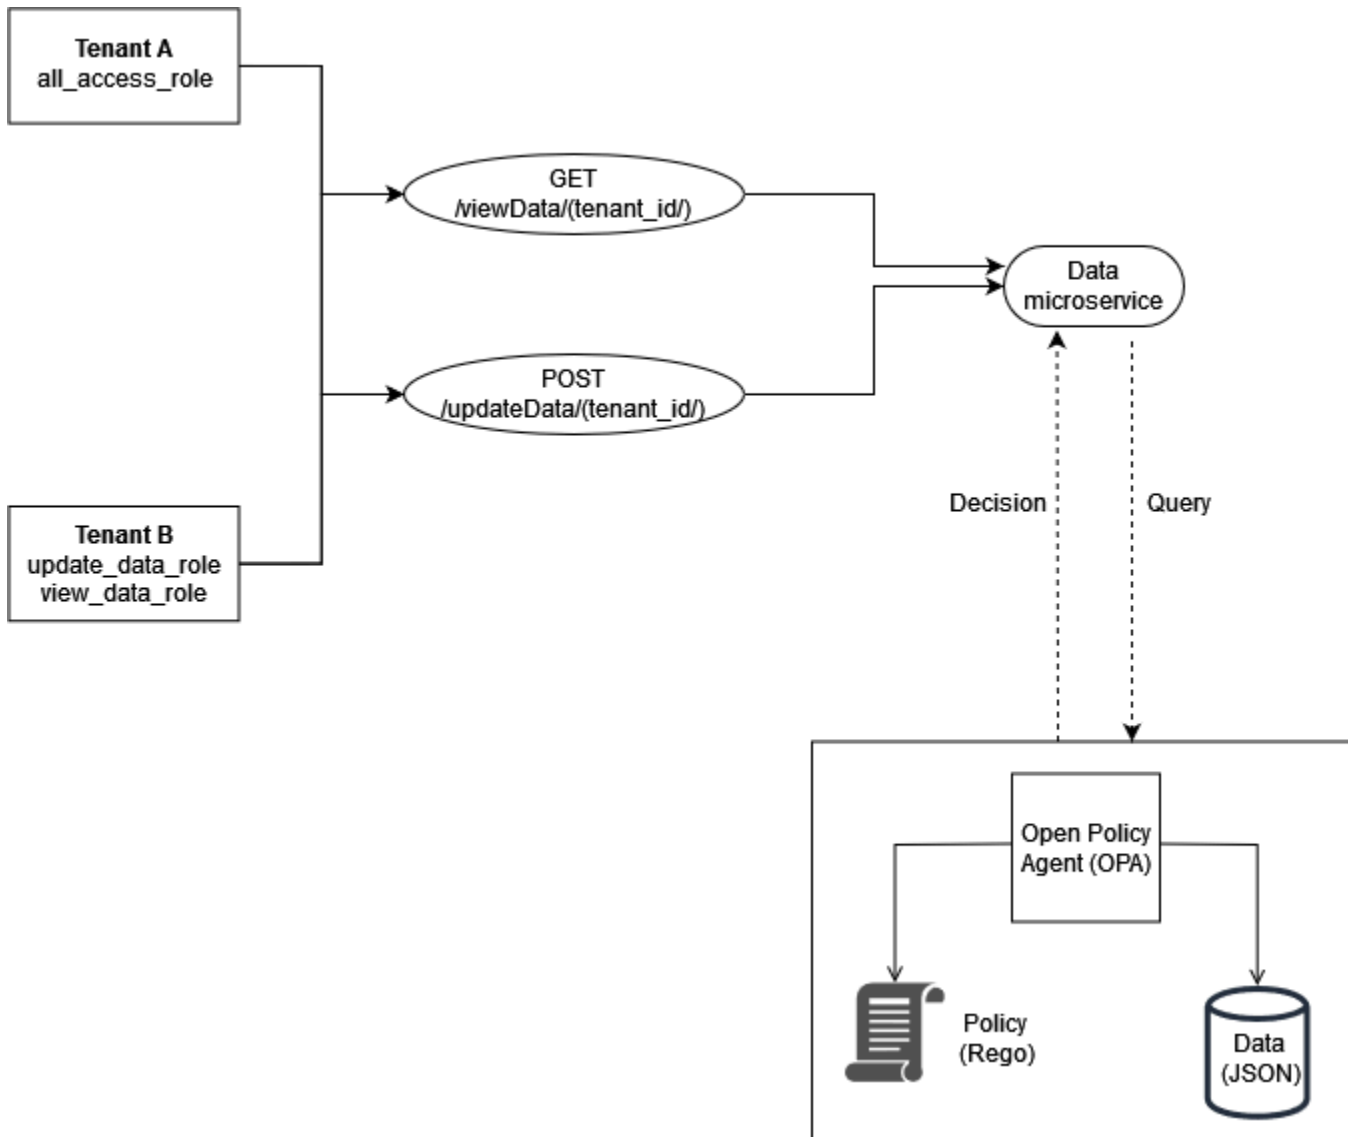 Tenant A
all_access_role
GET
/viewData/(tenant_id/)
Data
microservice
POST
/updateData/(tenant_id/)
Decision
Query
Tenant B
update_data_role
view_data_role
Open Policy
Agent (OPA)
Policy
(Rego)
Data
(JSON)